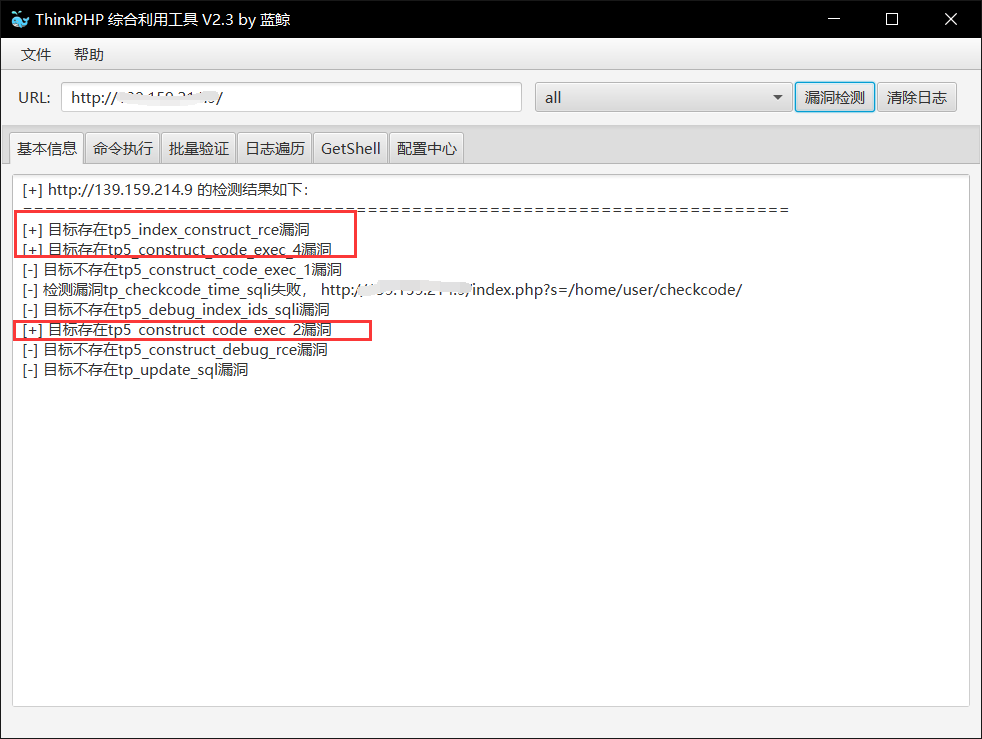 ThinkPHP 综合利用工具 V2.3 by 蓝鲸
文件 帮助
URL: http:// / all 漏洞检测 清除日志
基本信息 命令执行 批量验证 日志遍历 GetShell 配置中心
[+] http://139.159.214.9 的检测结果如下:
======================================================================
[+] 目标存在tp5_index_construct_rce漏洞
[+] 目标存在tp5_construct_code_exec_4漏洞
[-] 目标不存在tp5_construct_code_exec_1漏洞
[-] 检测漏洞tp_checkcode_time_sqli失败, http:// /index.php?s=/home/user/checkcode/
[-] 目标不存在tp5_debug_index_ids_sqli漏洞
[+] 目标存在tp5_construct_code_exec_2漏洞
[-] 目标不存在tp5_construct_debug_rce漏洞
[-] 目标不存在tp_update_sql漏洞